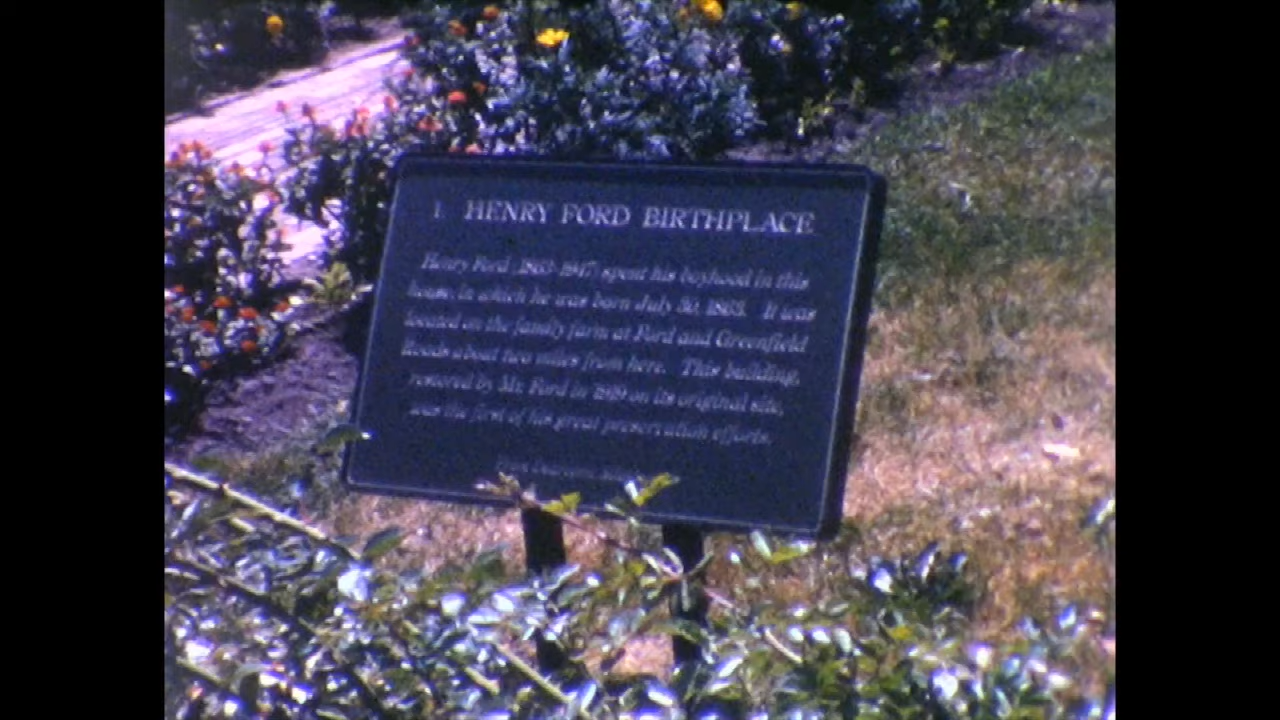 1. HENRY FORD BIRTHPLACE
Henry Ford (1863-1947) spent his boyhood in this
house in which he was born July 30, 1863. It was
located on the family farm at Ford and Greenfield
Roads about two miles from here. This building,
restored by Mr. Ford in 1919 on its original site,
was the first of his great preservation efforts.